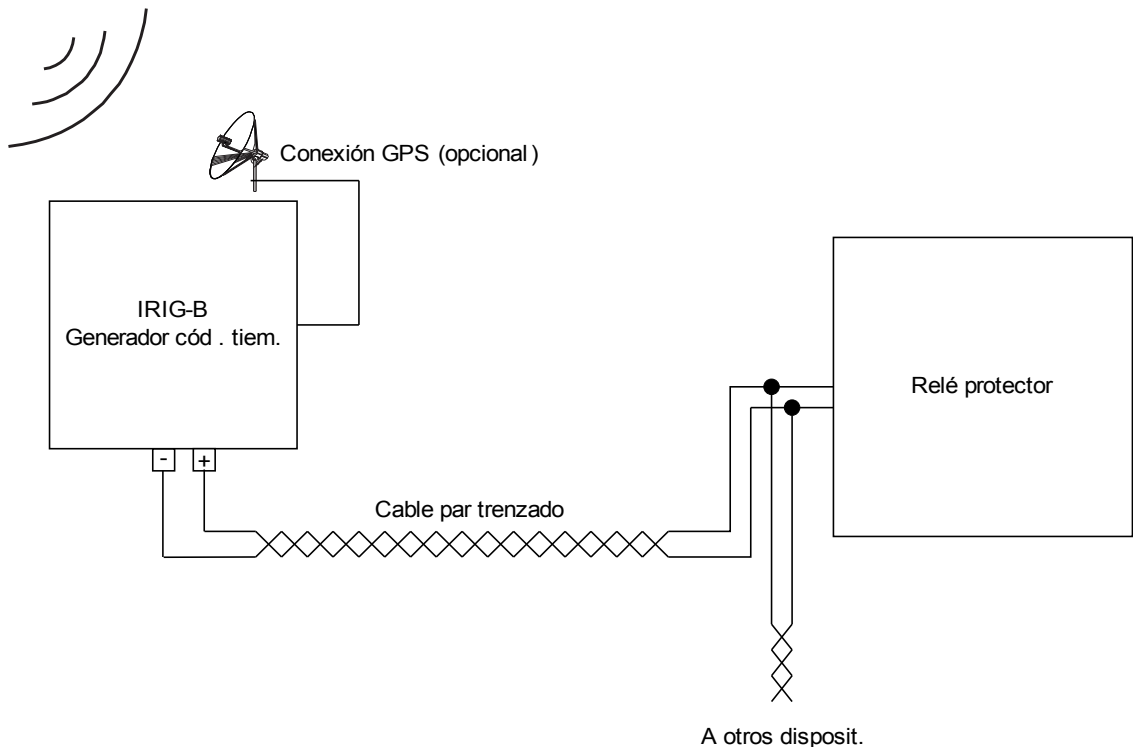 Conexión GPS (opcional)
IRIG-B
Generador cód . tiem.
Relé protector
- +
Cable par trenzado
A otros disposit.